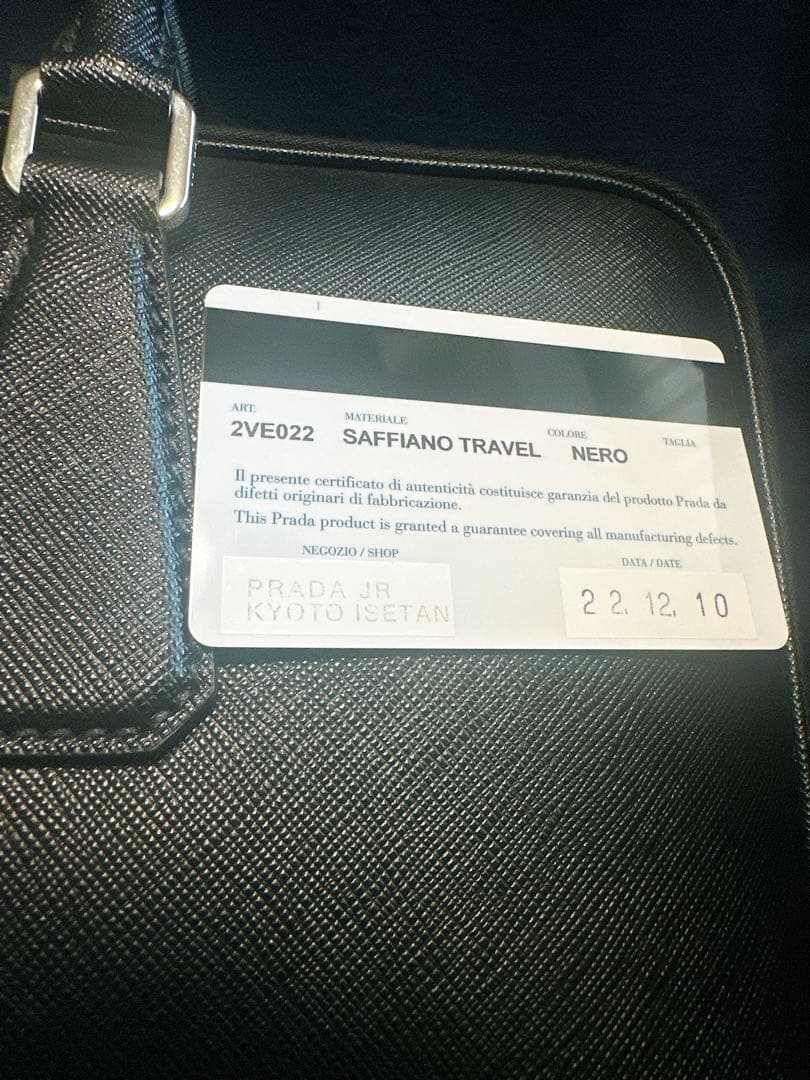 ART.
MATERIALE
COLORE
TAGLIA
2VE022
SAFFIANO TRAVEL
NERO
Il presente certificato di autenticità costituisce garanzia del prodotto Prada da
difetti originari di fabbricazione.
This Prada product is granted a guarantee covering all manufacturing defects.
NEGOZIO / SHOP
DATA / DATE
PRADA JR
KYOTO ISETAN
22. 12. 10